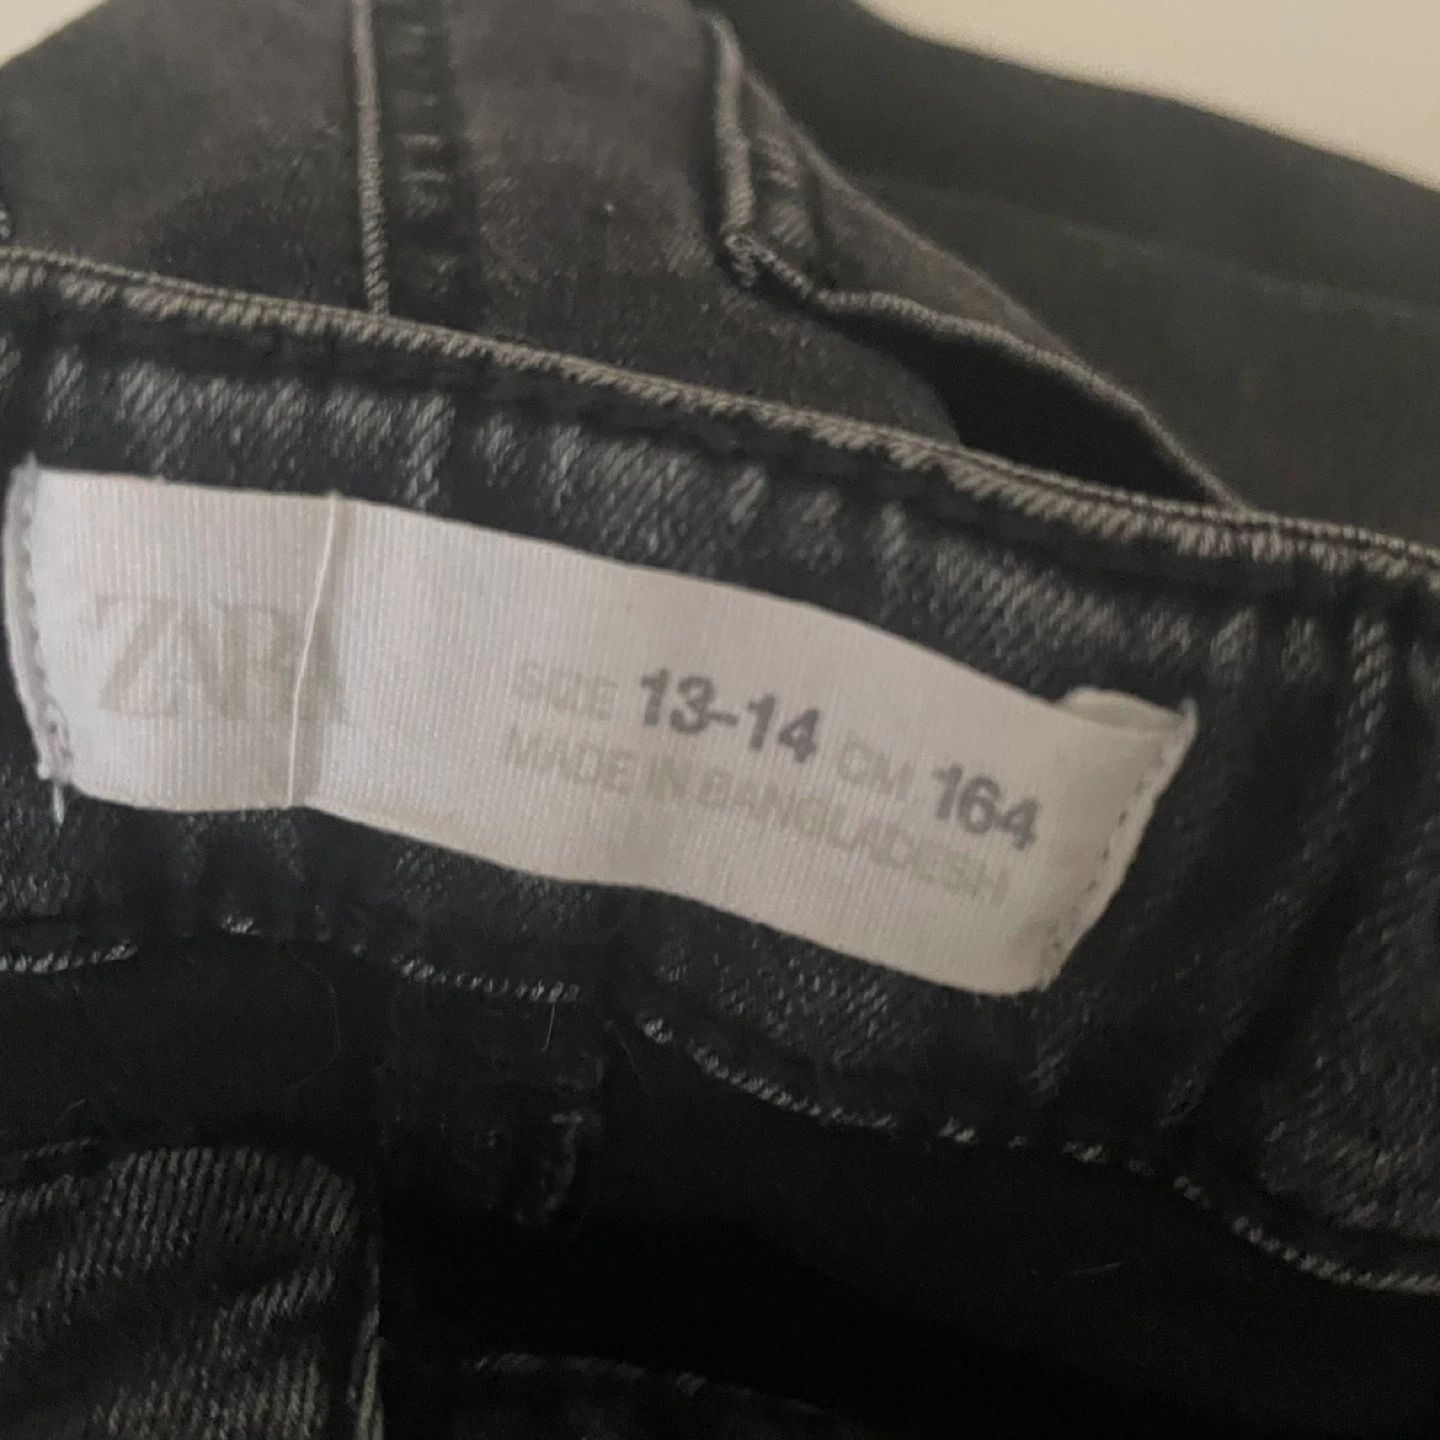 ZARA
SIZE 13-14 CM 164
MADE IN BANGLADESH